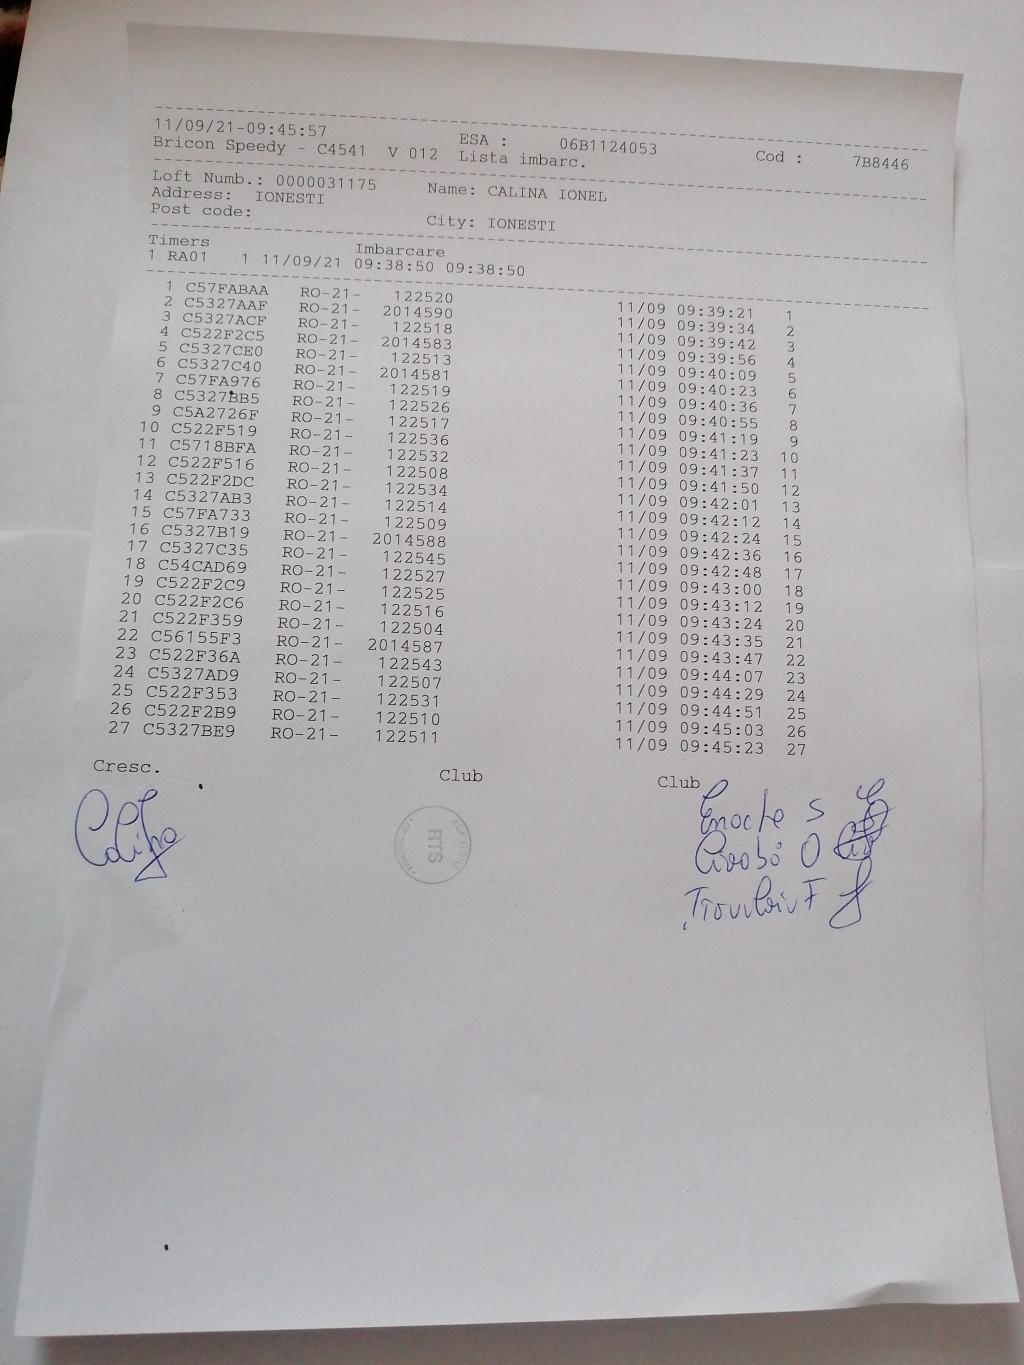 11/09/21-09:45:57 ESA : 06B1124053 Cod : 7B8446
Bricon Speedy - C4541 V 012 Lista imbarc.
Loft Numb.: 0000031175 Name: CALINA IONEL
Address: IONESTI
Post code: City: IONESTI
Timers Imbarcare
1 RA01 1 11/09/21 09:38:50 09:38:50
1 C57FABAA RO-21- 122520 11/09 09:39:21 1
2 C5327AAF RO-21- 2014590 11/09 09:39:34 2
3 C5327ACF RO-21- 122518 11/09 09:39:42 3
4 C522F2C5 RO-21- 2014583 11/09 09:39:56 4
5 C5327CE0 RO-21- 122513 11/09 09:40:09 5
6 C5327C40 RO-21- 2014581 11/09 09:40:23 6
7 C57FA976 RO-21- 122519 11/09 09:40:36 7
8 C5327BB5 RO-21- 122526 11/09 09:40:55 8
9 C5A2726F RO-21- 122517 11/09 09:41:19 9
10 C522F519 RO-21- 122536 11/09 09:41:23 10
11 C5718BFA RO-21- 122532 11/09 09:41:37 11
12 C522F516 RO-21- 122508 11/09 09:41:50 12
13 C522F2DC RO-21- 122534 11/09 09:42:01 13
14 C5327AB3 RO-21- 122514 11/09 09:42:12 14
15 C57FA733 RO-21- 122509 11/09 09:42:24 15
16 C5327B19 RO-21- 2014588 11/09 09:42:36 16
17 C5327C35 RO-21- 122545 11/09 09:42:48 17
18 C54CAD69 RO-21- 122527 11/09 09:43:00 18
19 C522F2C9 RO-21- 122525 11/09 09:43:12 19
20 C522F2C6 RO-21- 122516 11/09 09:43:24 20
21 C522F359 RO-21- 122504 11/09 09:43:35 21
22 C56155F3 RO-21- 2014587 11/09 09:43:47 22
23 C522F36A RO-21- 122543 11/09 09:44:07 23
24 C5327AD9 RO-21- 122507 11/09 09:44:29 24
25 C522F353 RO-21- 122531 11/09 09:44:51 25
26 C522F2B9 RO-21- 122510 11/09 09:45:03 26
27 C5327BE9 RO-21- 122511 11/09 09:45:23 27
Cresc. Club Club
RTS